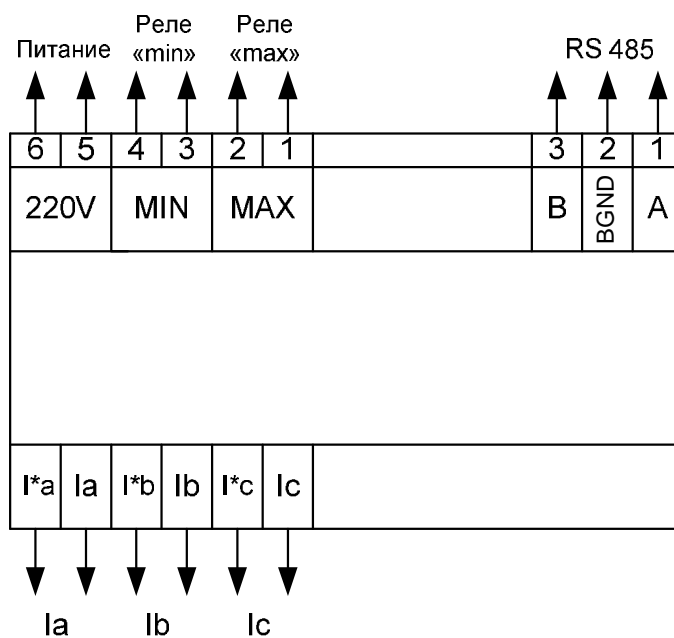 Реле Реле
Питание «min» «max» RS 485
6 5 4 3 2 1 3 2 1
220V MIN MAX B BGND A
I*a Ia I*b Ib I*c Ic
Ia Ib Ic